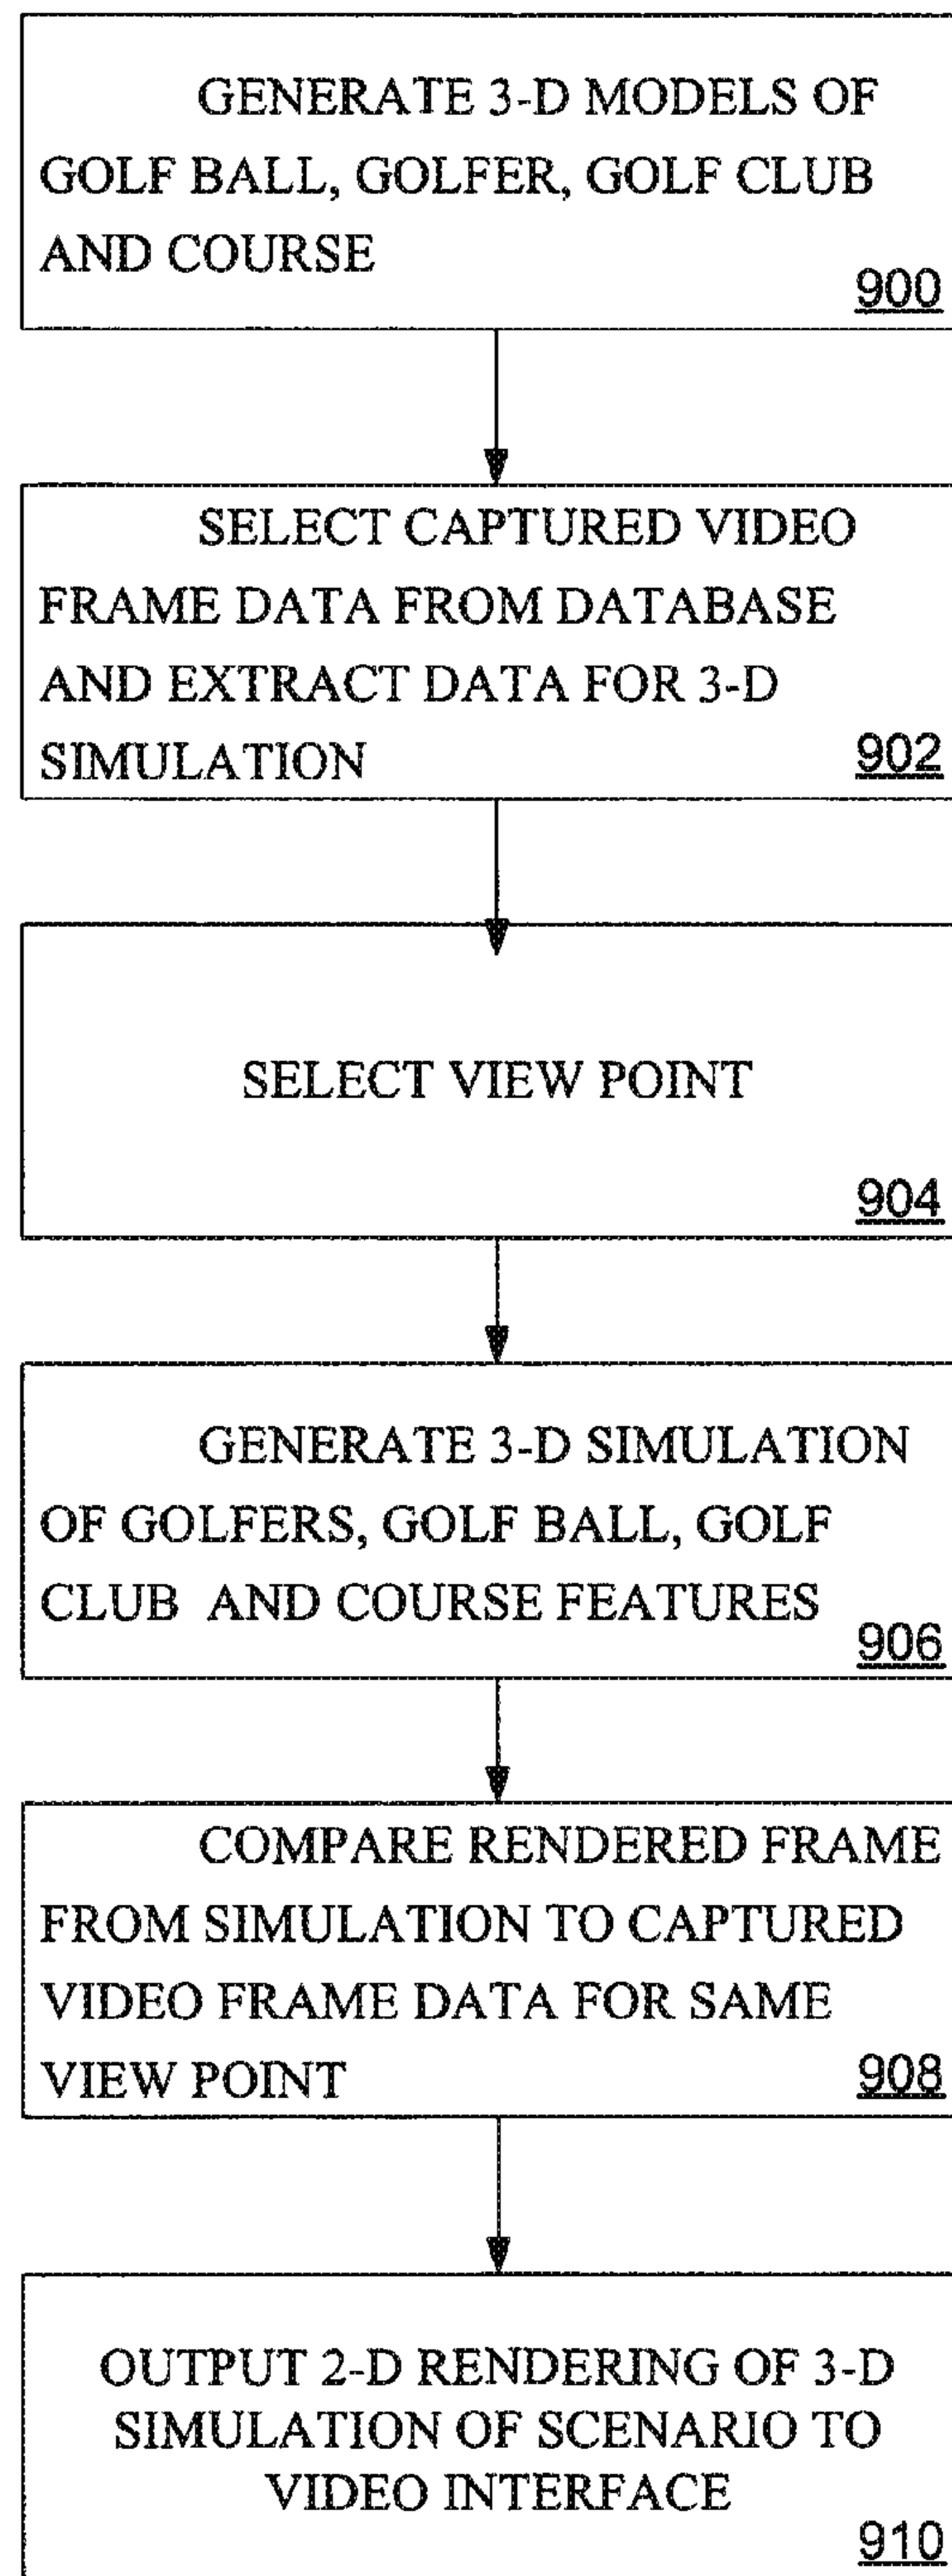 GENERATE 3-D MODELS OF
GOLF BALL, GOLFER, GOLF CLUB
AND COURSE
900
SELECT CAPTURED VIDEO
FRAME DATA FROM DATABASE
AND EXTRACT DATA FOR 3-D
SIMULATION
902
SELECT VIEW POINT
904
GENERATE 3-D SIMULATION
OF GOLFERS, GOLF BALL, GOLF
CLUB AND COURSE FEATURES
906
COMPARE RENDERED FRAME
FROM SIMULATION TO CAPTURED
VIDEO FRAME DATA FOR SAME
VIEW POINT
908
OUTPUT 2-D RENDERING OF 3-D
SIMULATION OF SCENARIO TO
VIDEO INTERFACE
910